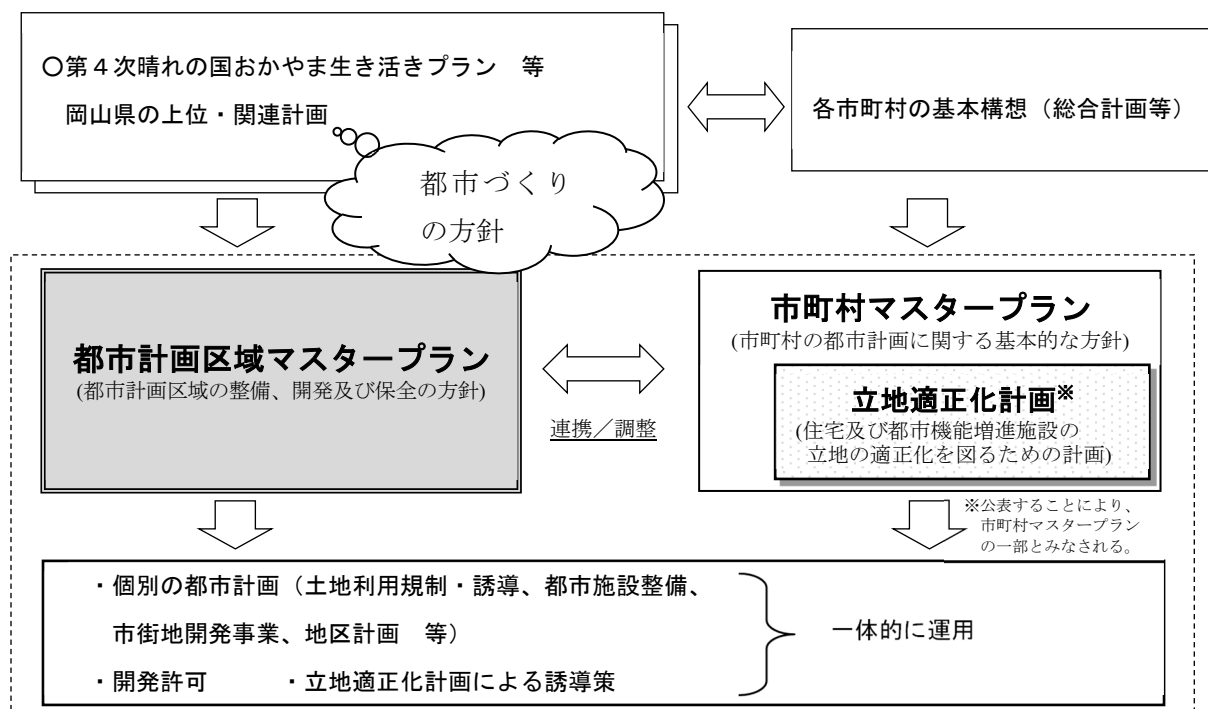 〇第４次晴れの国おかやま生き活きプラン　等
岡山県の上位・関連計画
各市町村の基本構想（総合計画等）
都市づくり
の方針
都市計画区域マスタープラン
(都市計画区域の整備、開発及び保全の方針)
連携／調整
市町村マスタープラン
(市町村の都市計画に関する基本的な方針)
立地適正化計画※
(住宅及び都市機能増進施設の
立地の適正化を図るための計画)
※公表することにより、
市町村マスタープラン
の一部とみなされる。
・個別の都市計画（土地利用規制・誘導、都市施設整備、
市街地開発事業、地区計画　等）
・開発許可　　　・立地適正化計画による誘導策
一体的に運用